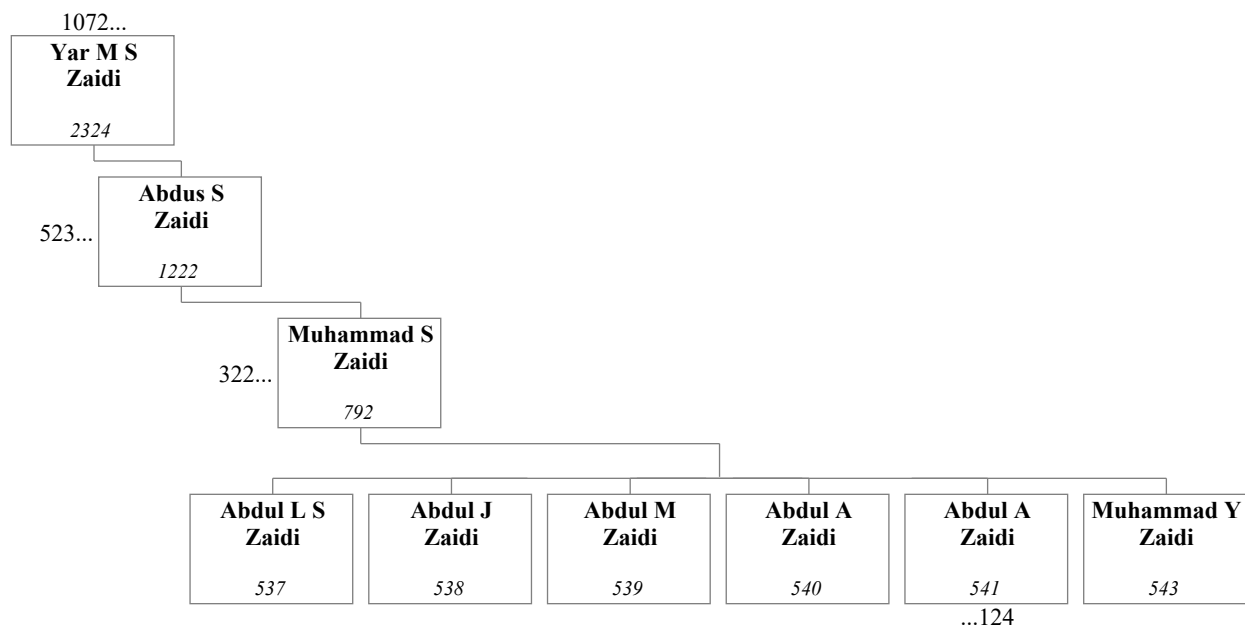 1072...
Yar M S
Zaidi
2324
Abdus S
Zaidi
523...
1222
Muhammad S
Zaidi
322...
792
Abdul L S
Zaidi
537
Abdul J
Zaidi
538
Abdul M
Zaidi
539
Abdul A
Zaidi
540
Abdul A
Zaidi
541
...124
Muhammad Y
Zaidi
543